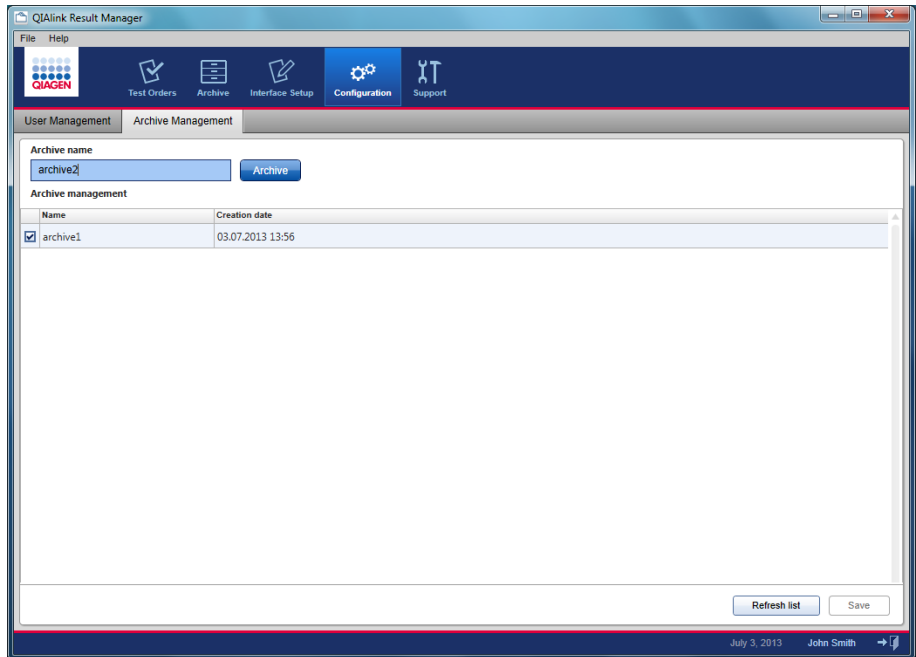 QIAlink Result Manager
File Help
QIAGEN
Test Orders Archive Interface Setup Configuration Support
User Management Archive Management
Archive name
archive2 Archive
Archive management
Name Creation date
archive1 03.07.2013 13:56
Refresh list Save
July 3, 2013 John Smith